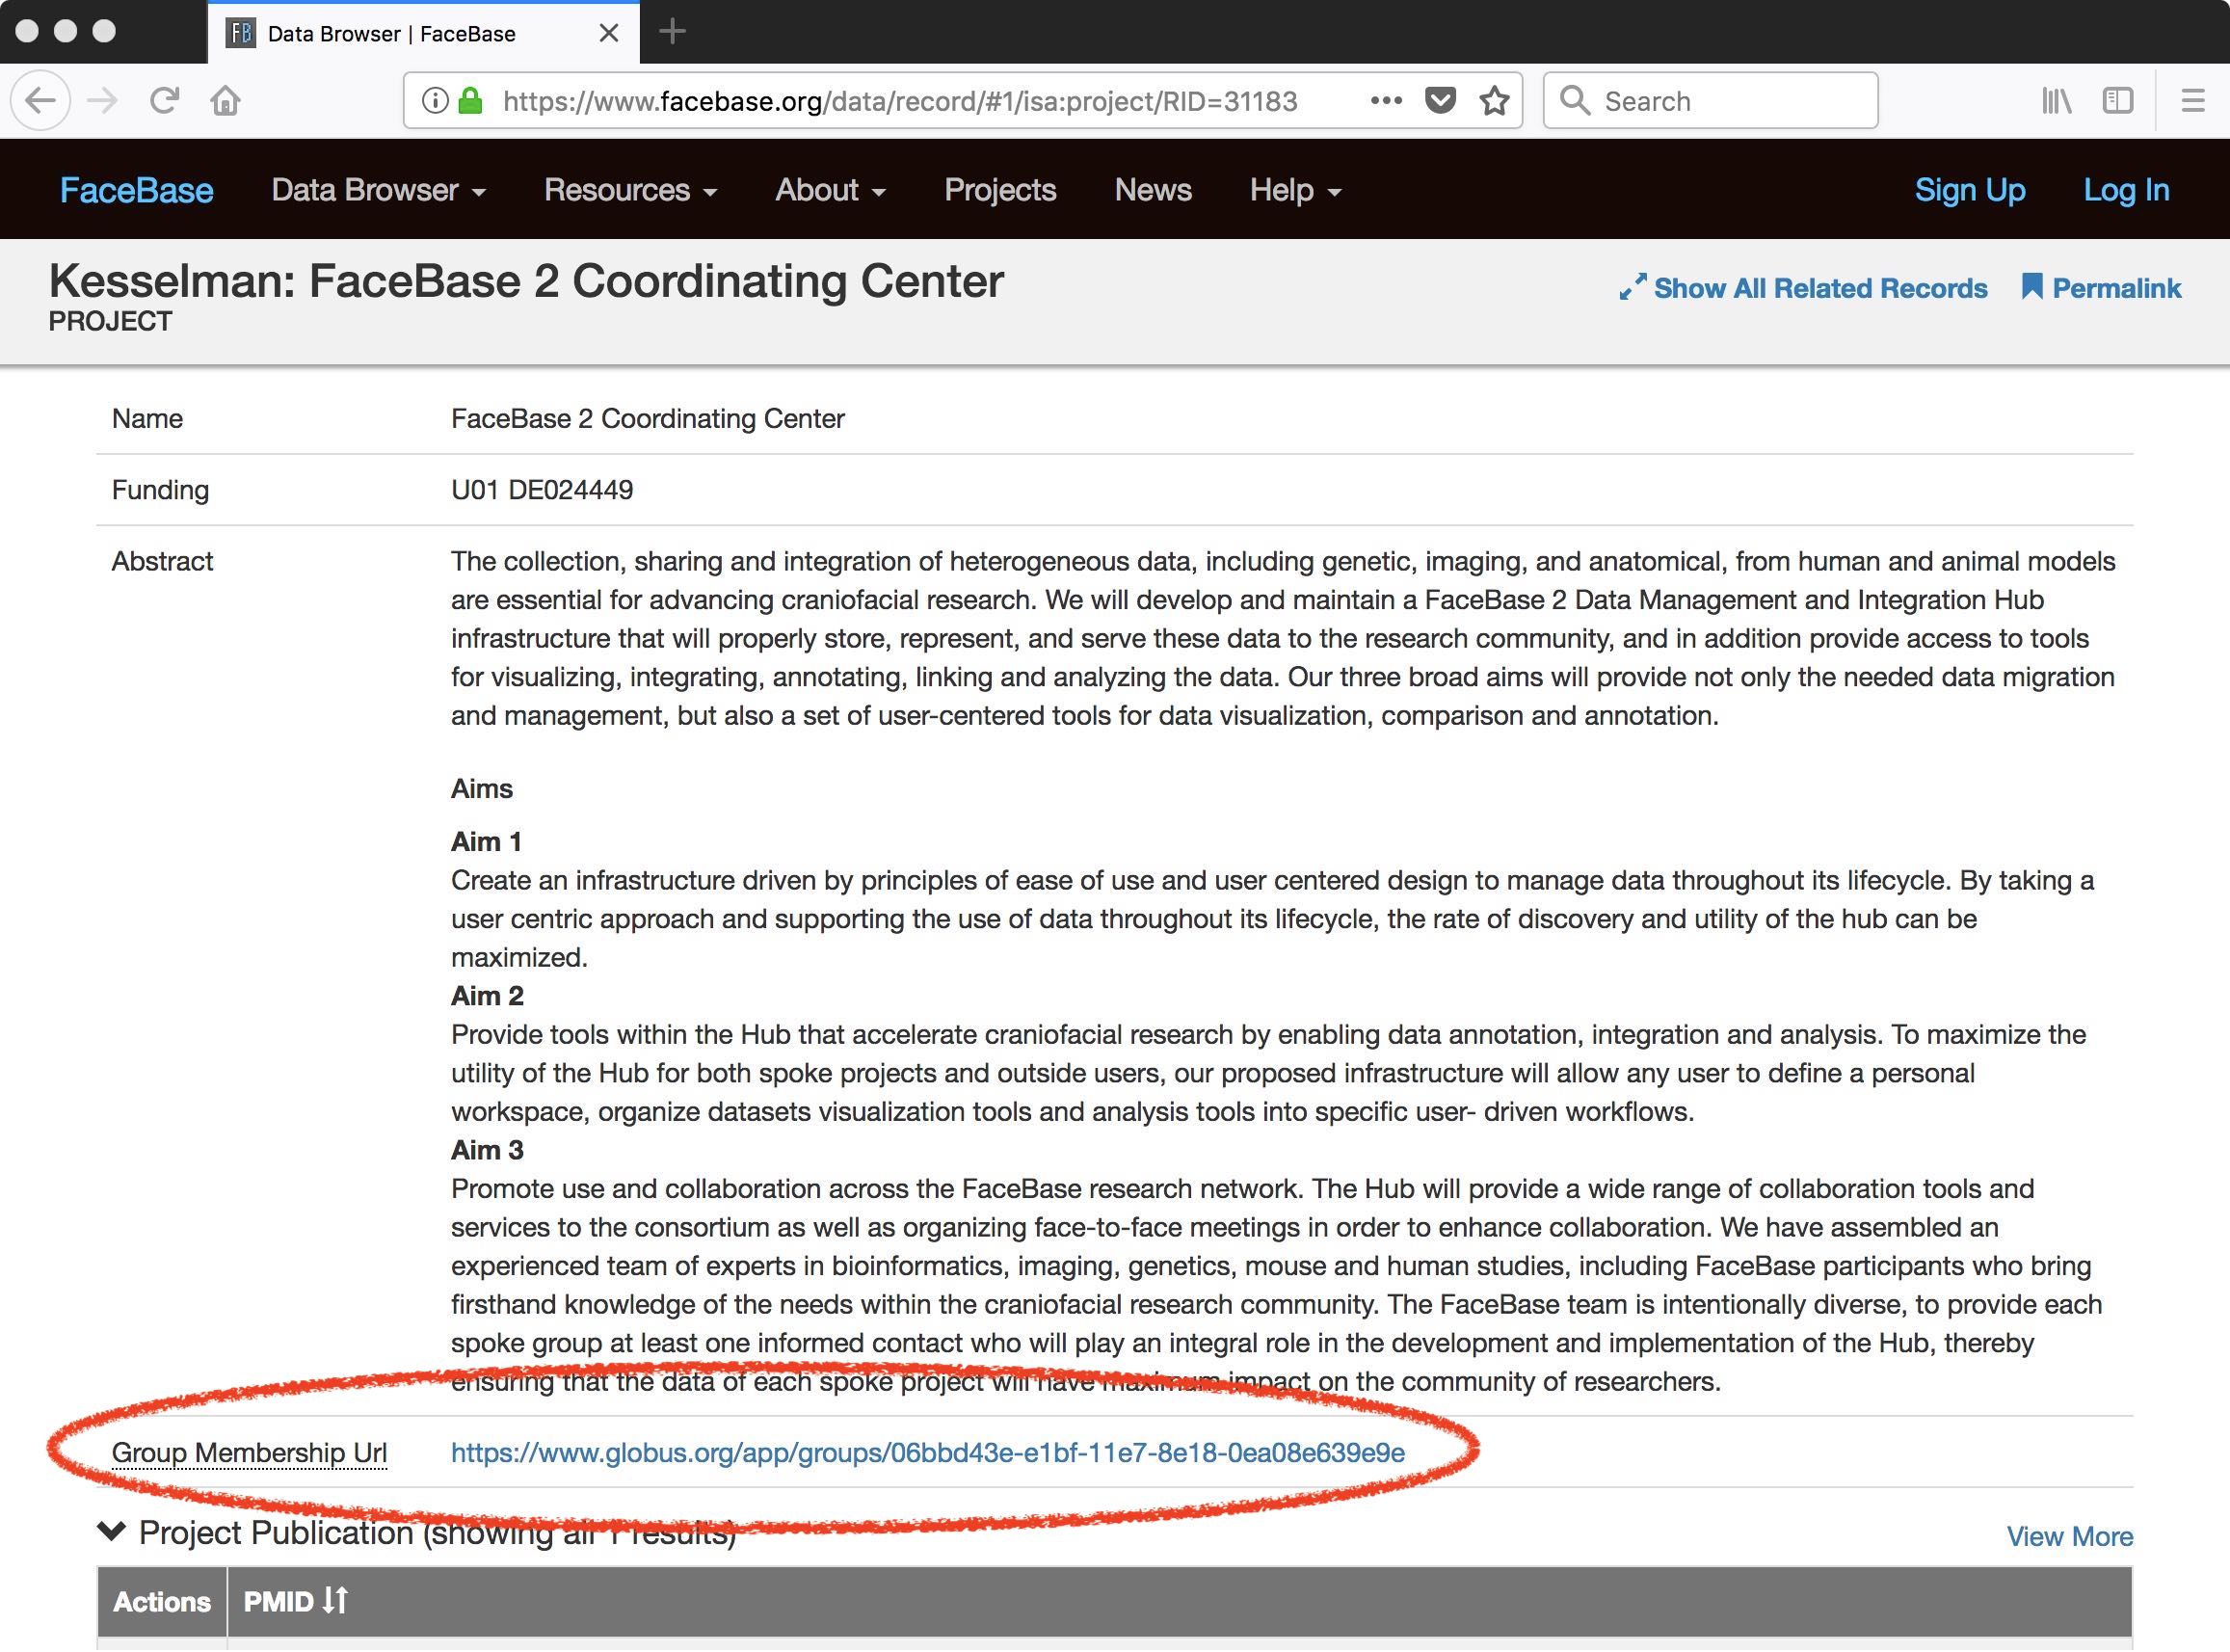 FB Data Browser | FaceBase
https://www.facebase.org/data/record/#1/isa:project/RID=31183
Search
FaceBase Data Browser Resources About Projects News Help Sign Up Log In
Kesselman: FaceBase 2 Coordinating Center
PROJECT
Show All Related Records Permalink
Name FaceBase 2 Coordinating Center
Funding U01 DE024449
Abstract The collection, sharing and integration of heterogeneous data, including genetic, imaging, and anatomical, from human and animal models
are essential for advancing craniofacial research. We will develop and maintain a FaceBase 2 Data Management and Integration Hub
infrastructure that will properly store, represent, and serve these data to the research community, and in addition provide access to tools
for visualizing, integrating, annotating, linking and analyzing the data. Our three broad aims will provide not only the needed data migration
and management, but also a set of user-centered tools for data visualization, comparison and annotation.
Aims
Aim 1
Create an infrastructure driven by principles of ease of use and user centered design to manage data throughout its lifecycle. By taking a
user centric approach and supporting the use of data throughout its lifecycle, the rate of discovery and utility of the hub can be
maximized.
Aim 2
Provide tools within the Hub that accelerate craniofacial research by enabling data annotation, integration and analysis. To maximize the
utility of the Hub for both spoke projects and outside users, our proposed infrastructure will allow any user to define a personal
workspace, organize datasets visualization tools and analysis tools into specific user- driven workflows.
Aim 3
Promote use and collaboration across the FaceBase research network. The Hub will provide a wide range of collaboration tools and
services to the consortium as well as organizing face-to-face meetings in order to enhance collaboration. We have assembled an
experienced team of experts in bioinformatics, imaging, genetics, mouse and human studies, including FaceBase participants who bring
firsthand knowledge of the needs within the craniofacial research community. The FaceBase team is intentionally diverse, to provide each
spoke group at least one informed contact who will play an integral role in the development and implementation of the Hub, thereby
ensuring that the data of each spoke project will have maximum impact on the community of researchers.
Group Membership Url https://www.globus.org/app/groups/06bbd43e-e1bf-11e7-8e18-0ea08e639e9e
Project Publication (showing all 1 results) View More
Actions PMID